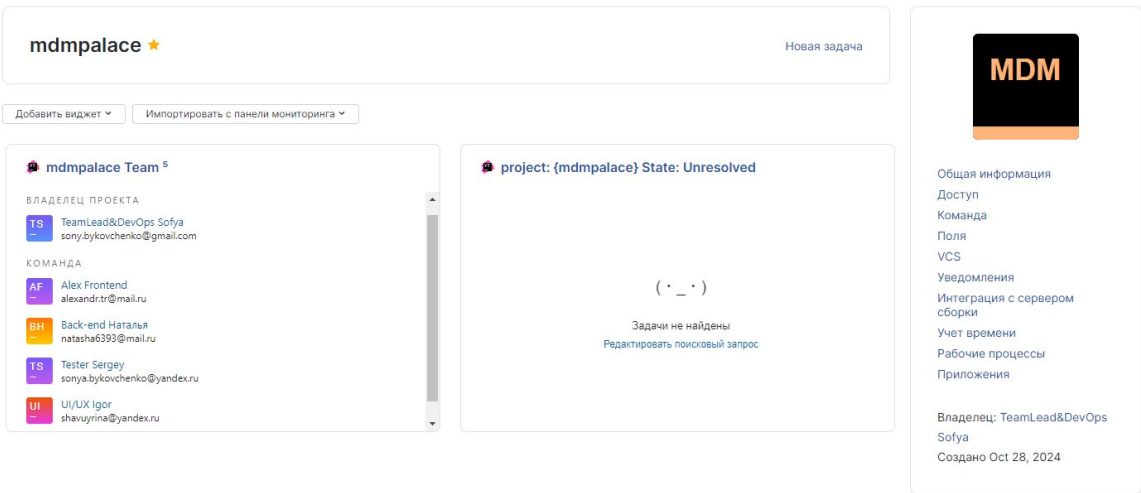 mdmpalace
Новая задача
Добавить виджет
Импортировать с панели мониторинга
mdmpalace Team 5
ВЛАДЕЛЕЦ ПРОЕКТА
TS
TeamLead&DevOps Sofya
sony.bykovchenko@gmail.com
КОМАНДА
AF
Alex Frontend
alexandr.tr@mail.ru
BH
Back-end Наталья
natasha6393@mail.ru
TS
Tester Sergey
sonya.bykovchenko@yandex.ru
UI
UI/UX Igor
shavuyrina@yandex.ru
project: {mdmpalace} State: Unresolved
(･_･)
Задачи не найдены
Редактировать поисковый запрос
MDM
Общая информация
Доступ
Команда
Поля
VCS
Уведомления
Интеграция с сервером
сборки
Учет времени
Рабочие процессы
Приложения
Владелец: TeamLead&DevOps
Sofya
Создано Oct 28, 2024